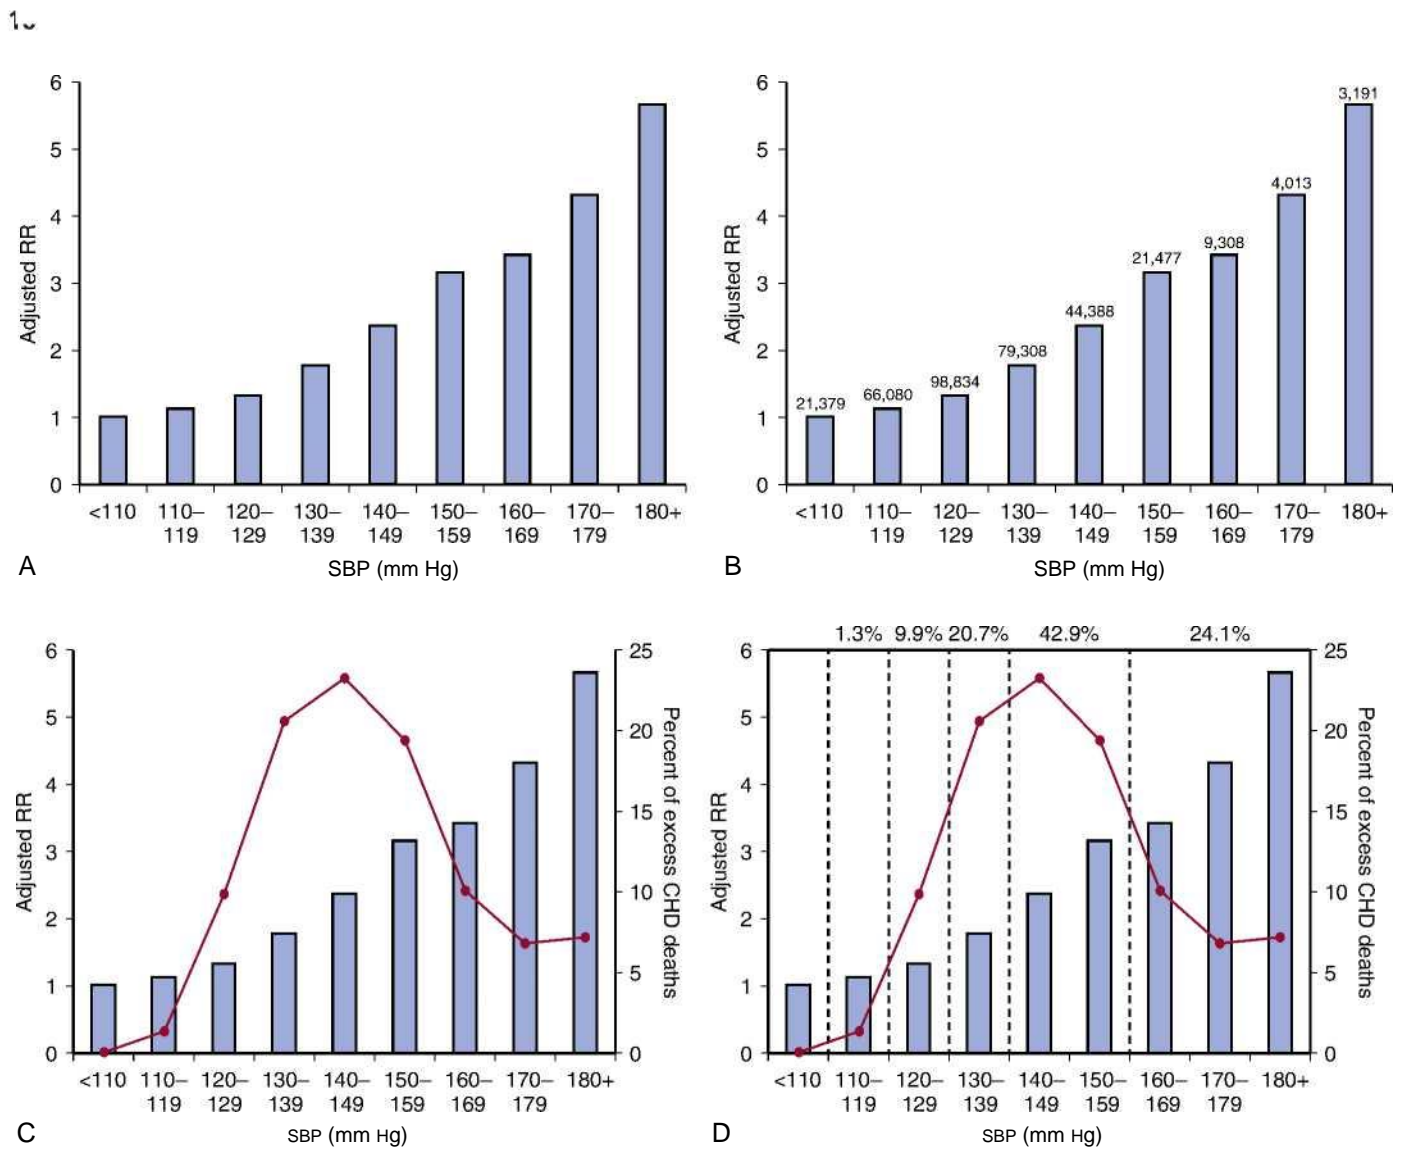 6
5
4
3
2
1
0
Adjusted RR
<110 110– 120– 130– 140– 150– 160– 170– 180+
119 129 139 149 159 169 179
SBP (mm Hg)
A
6
5
4
3
2
1
0
Adjusted RR
21,379 66,080 98,834 79,308 44,388 21,477 9,308 4,013 3,191
<110 110– 120– 130– 140– 150– 160– 170– 180+
119 129 139 149 159 169 179
SBP (mm Hg)
B
6
5
4
3
2
1
0
Adjusted RR
25
20
15
10
5
0
Percent of excess CHD deaths
<110 110– 120– 130– 140– 150– 160– 170– 180+
119 129 139 149 159 169 179
SBP (mm Hg)
C
1.3% 9.9% 20.7% 42.9% 24.1%
6
5
4
3
2
1
0
Adjusted RR
25
20
15
10
5
0
Percent of excess CHD deaths
<110 110– 120– 130– 140– 150– 160– 170– 180+
119 129 139 149 159 169 179
SBP (mm Hg)
D